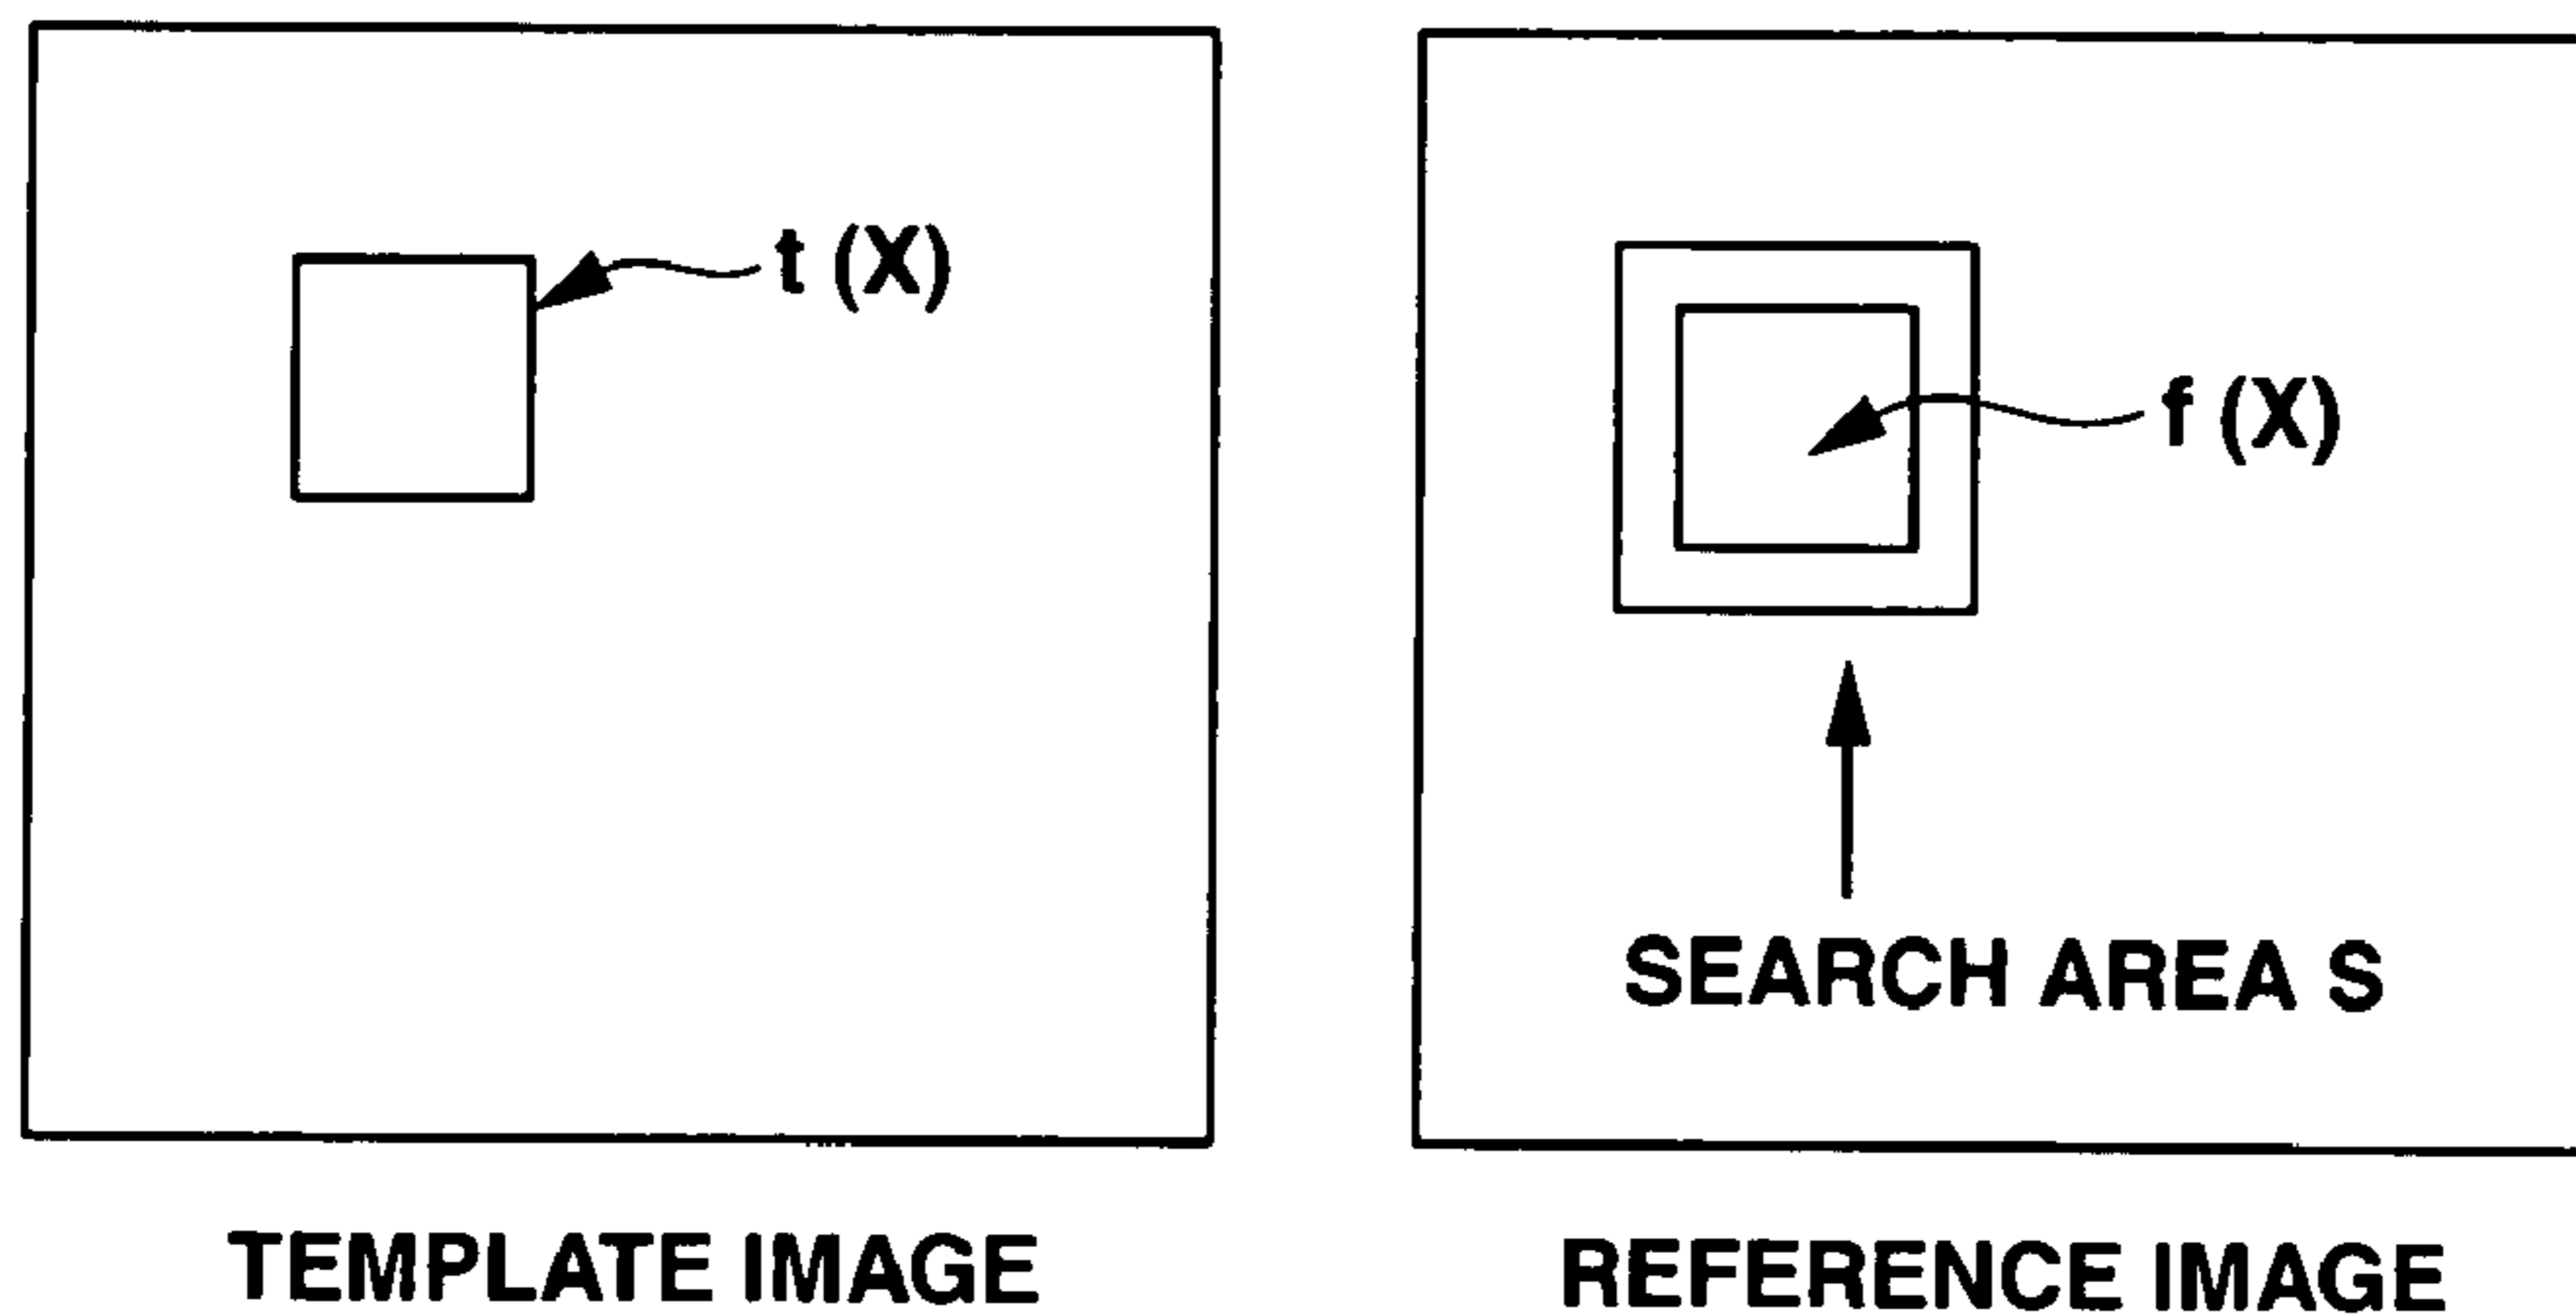 t (X)
f (X)
SEARCH AREA S
TEMPLATE IMAGE
REFERENCE IMAGE